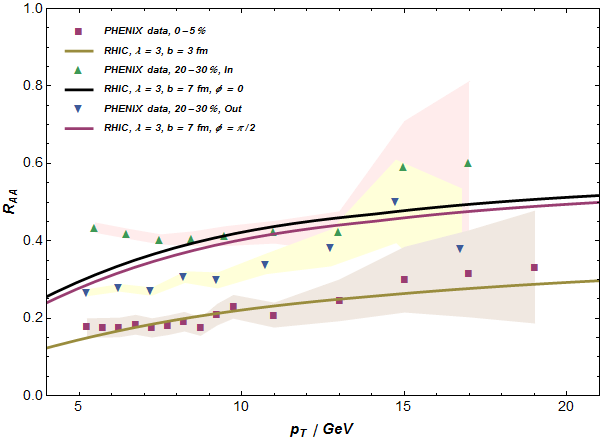 1.0
0.8
0.6
0.4
0.2
0.0
R_AA
PHENIX data, 0–5%
RHIC, λ = 3, b = 3 fm
PHENIX data, 20–30%, In
RHIC, λ = 3, b = 7 fm, ϕ = 0
PHENIX data, 20–30%, Out
RHIC, λ = 3, b = 7 fm, ϕ = π/2
5 10 15 20
p_T / GeV